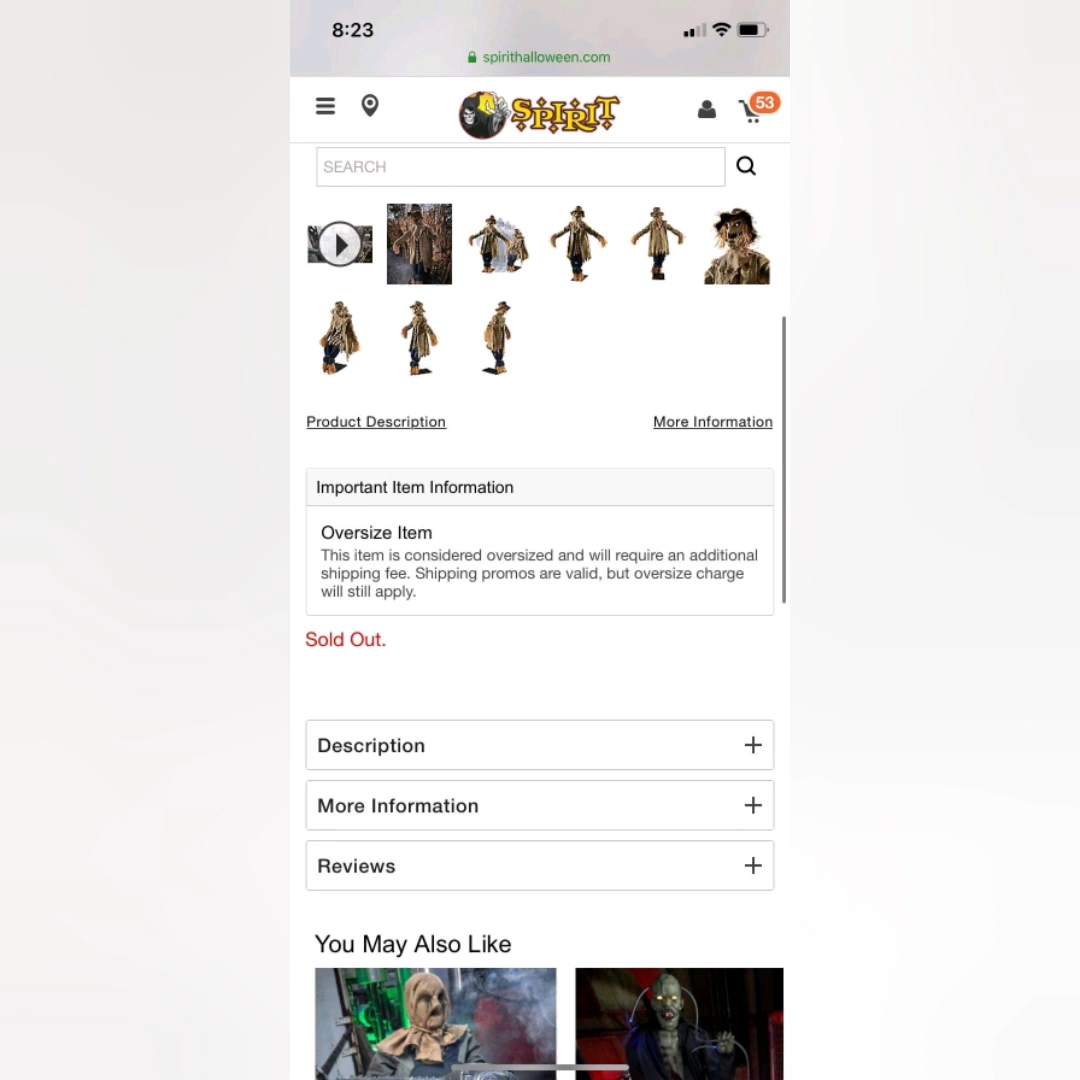 8:23
spirithalloween.com
SPIRIT
53
SEARCH
Product Description
More Information
Important Item Information
Oversize Item
This item is considered oversized and will require an additional
shipping fee. Shipping promos are valid, but oversize charge
will still apply.
Sold Out.
Description
More Information
Reviews
You May Also Like